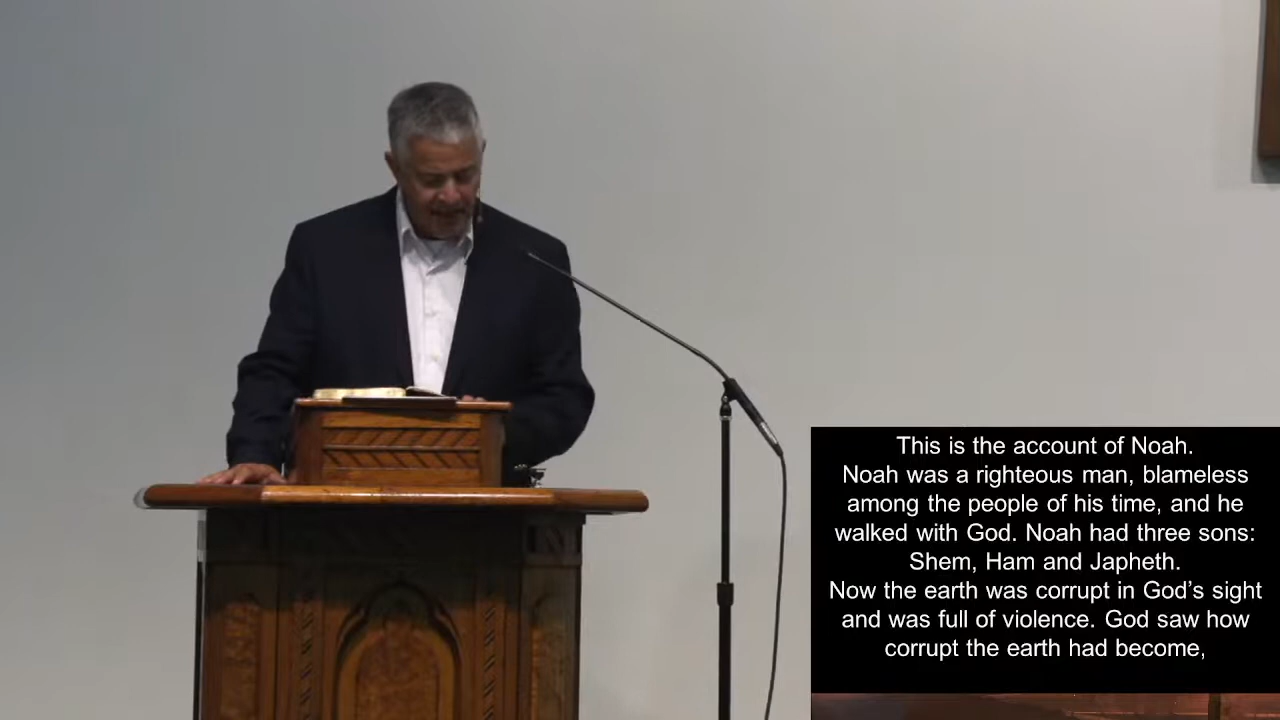 This is the account of Noah.
Noah was a righteous man, blameless
among the people of his time, and he
walked with God. Noah had three sons:
Shem, Ham and Japheth.
Now the earth was corrupt in God’s sight
and was full of violence. God saw how
corrupt the earth had become,